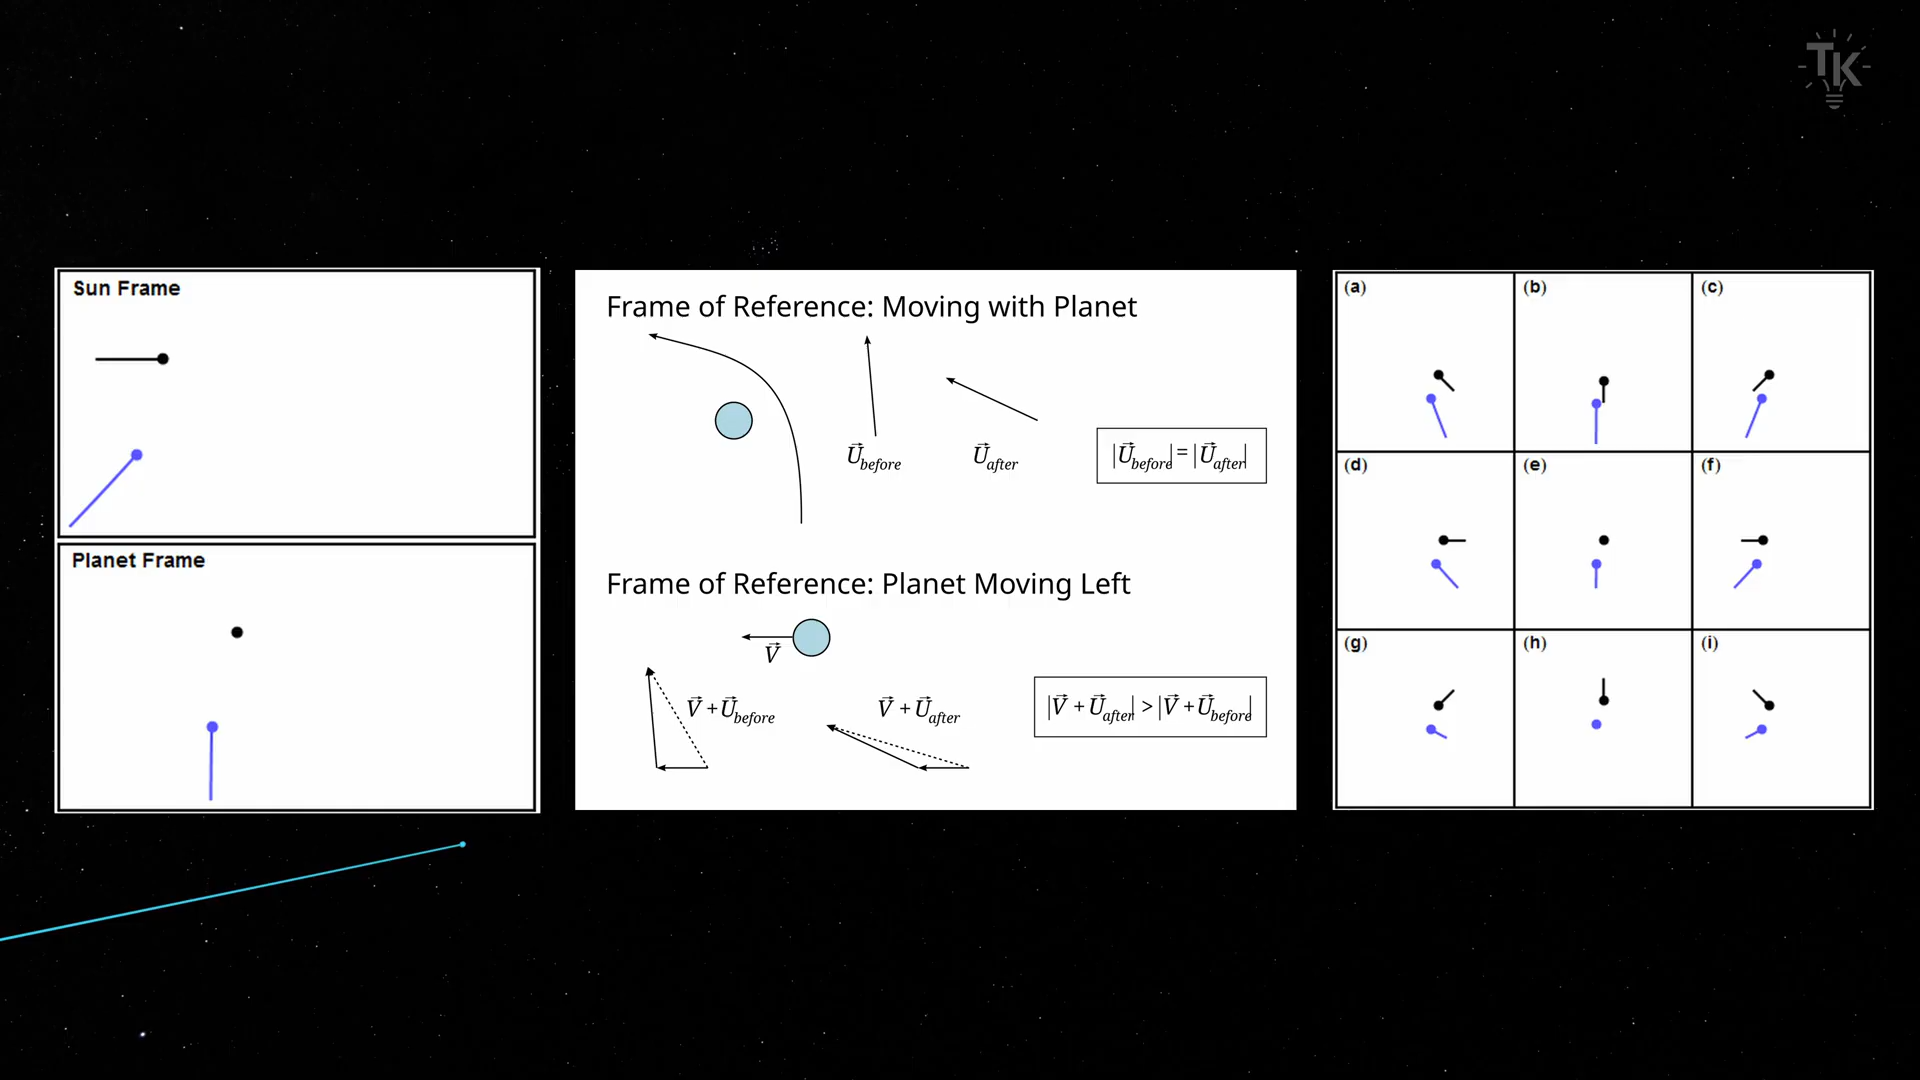 TK
Sun Frame
Planet Frame
Frame of Reference: Moving with Planet
U⃗before
U⃗after
|U⃗before| = |U⃗after|
Frame of Reference: Planet Moving Left
V⃗
V⃗ + U⃗before
V⃗ + U⃗after
|V⃗ + U⃗after| > |V⃗ + U⃗before|
(a) (b) (c)
(d) (e) (f)
(g) (h) (i)